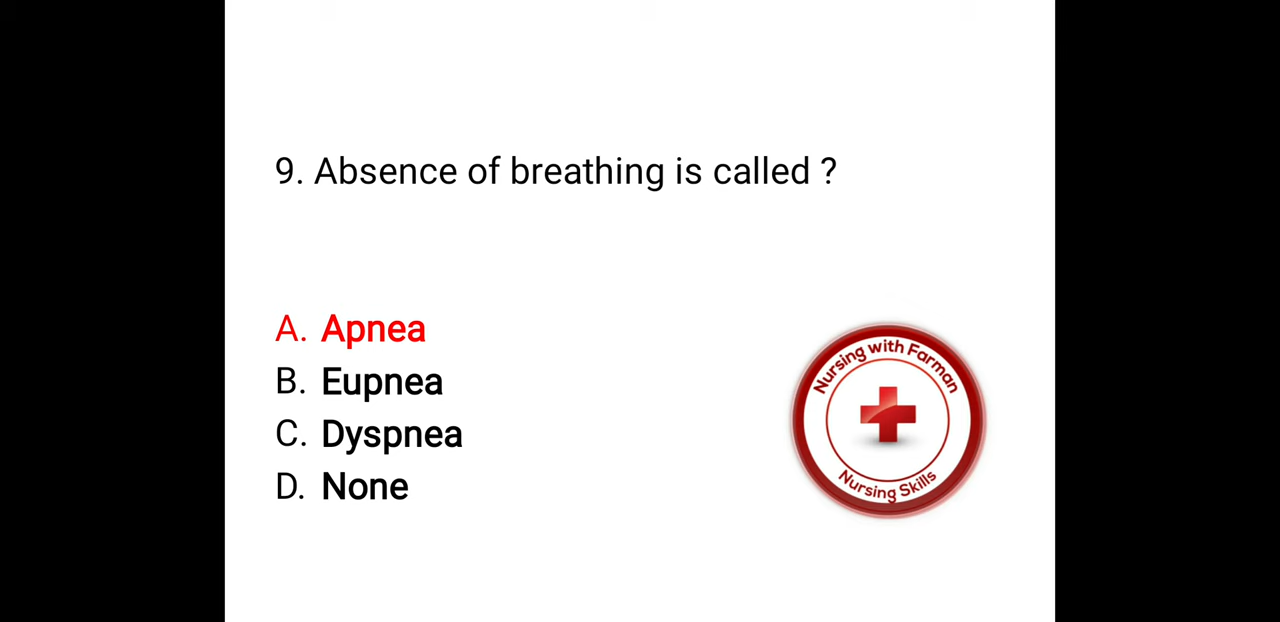 9. Absence of breathing is called ?
A. Apnea
B. Eupnea
C. Dyspnea
D. None
Nursing with Farman
Nursing Skills